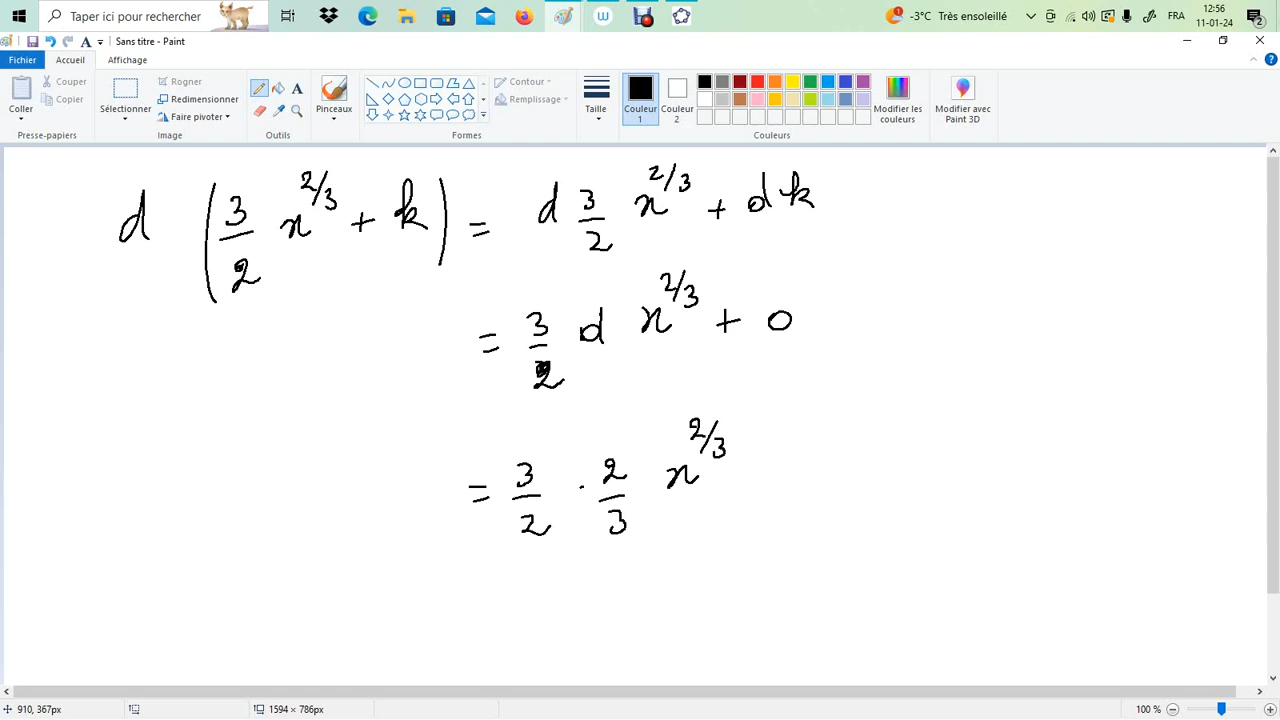 Taper ici pour rechercher
-3°C Très ensoleillé
FRA
12:56
11-01-24
2
Sans titre - Paint
Fichier Accueil Affichage
Coller
Couper
Copier
Presse-papiers
Sélectionner
Rogner
Redimensionner
Faire pivoter
Image
A
Outils
Pinceaux
Contour
Remplissage
Formes
Taille
Couleur 1
Couleur 2
Modifier les couleurs
Couleurs
Modifier avec Paint 3D
d (3/2 x^2/3 + k) = d 3/2 x^2/3 + dk
= 3/2 d x^2/3 + 0
= 3/2 · 2/3 x^2/3
910, 367px
1594 × 786px
100 %